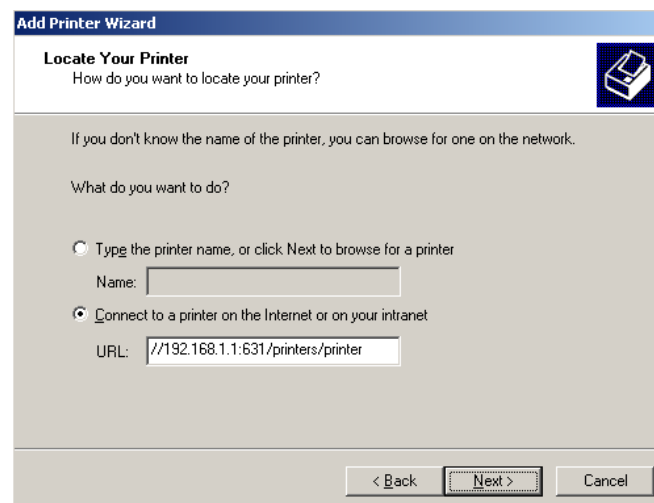 Add Printer Wizard
Locate Your Printer
How do you want to locate your printer?
If you don't know the name of the printer, you can browse for one on the network.
What do you want to do?
Type the printer name, or click Next to browse for a printer
Name:
Connect to a printer on the Internet or on your intranet
URL: //192.168.1.1:631/printers/printer
< Back Next > Cancel